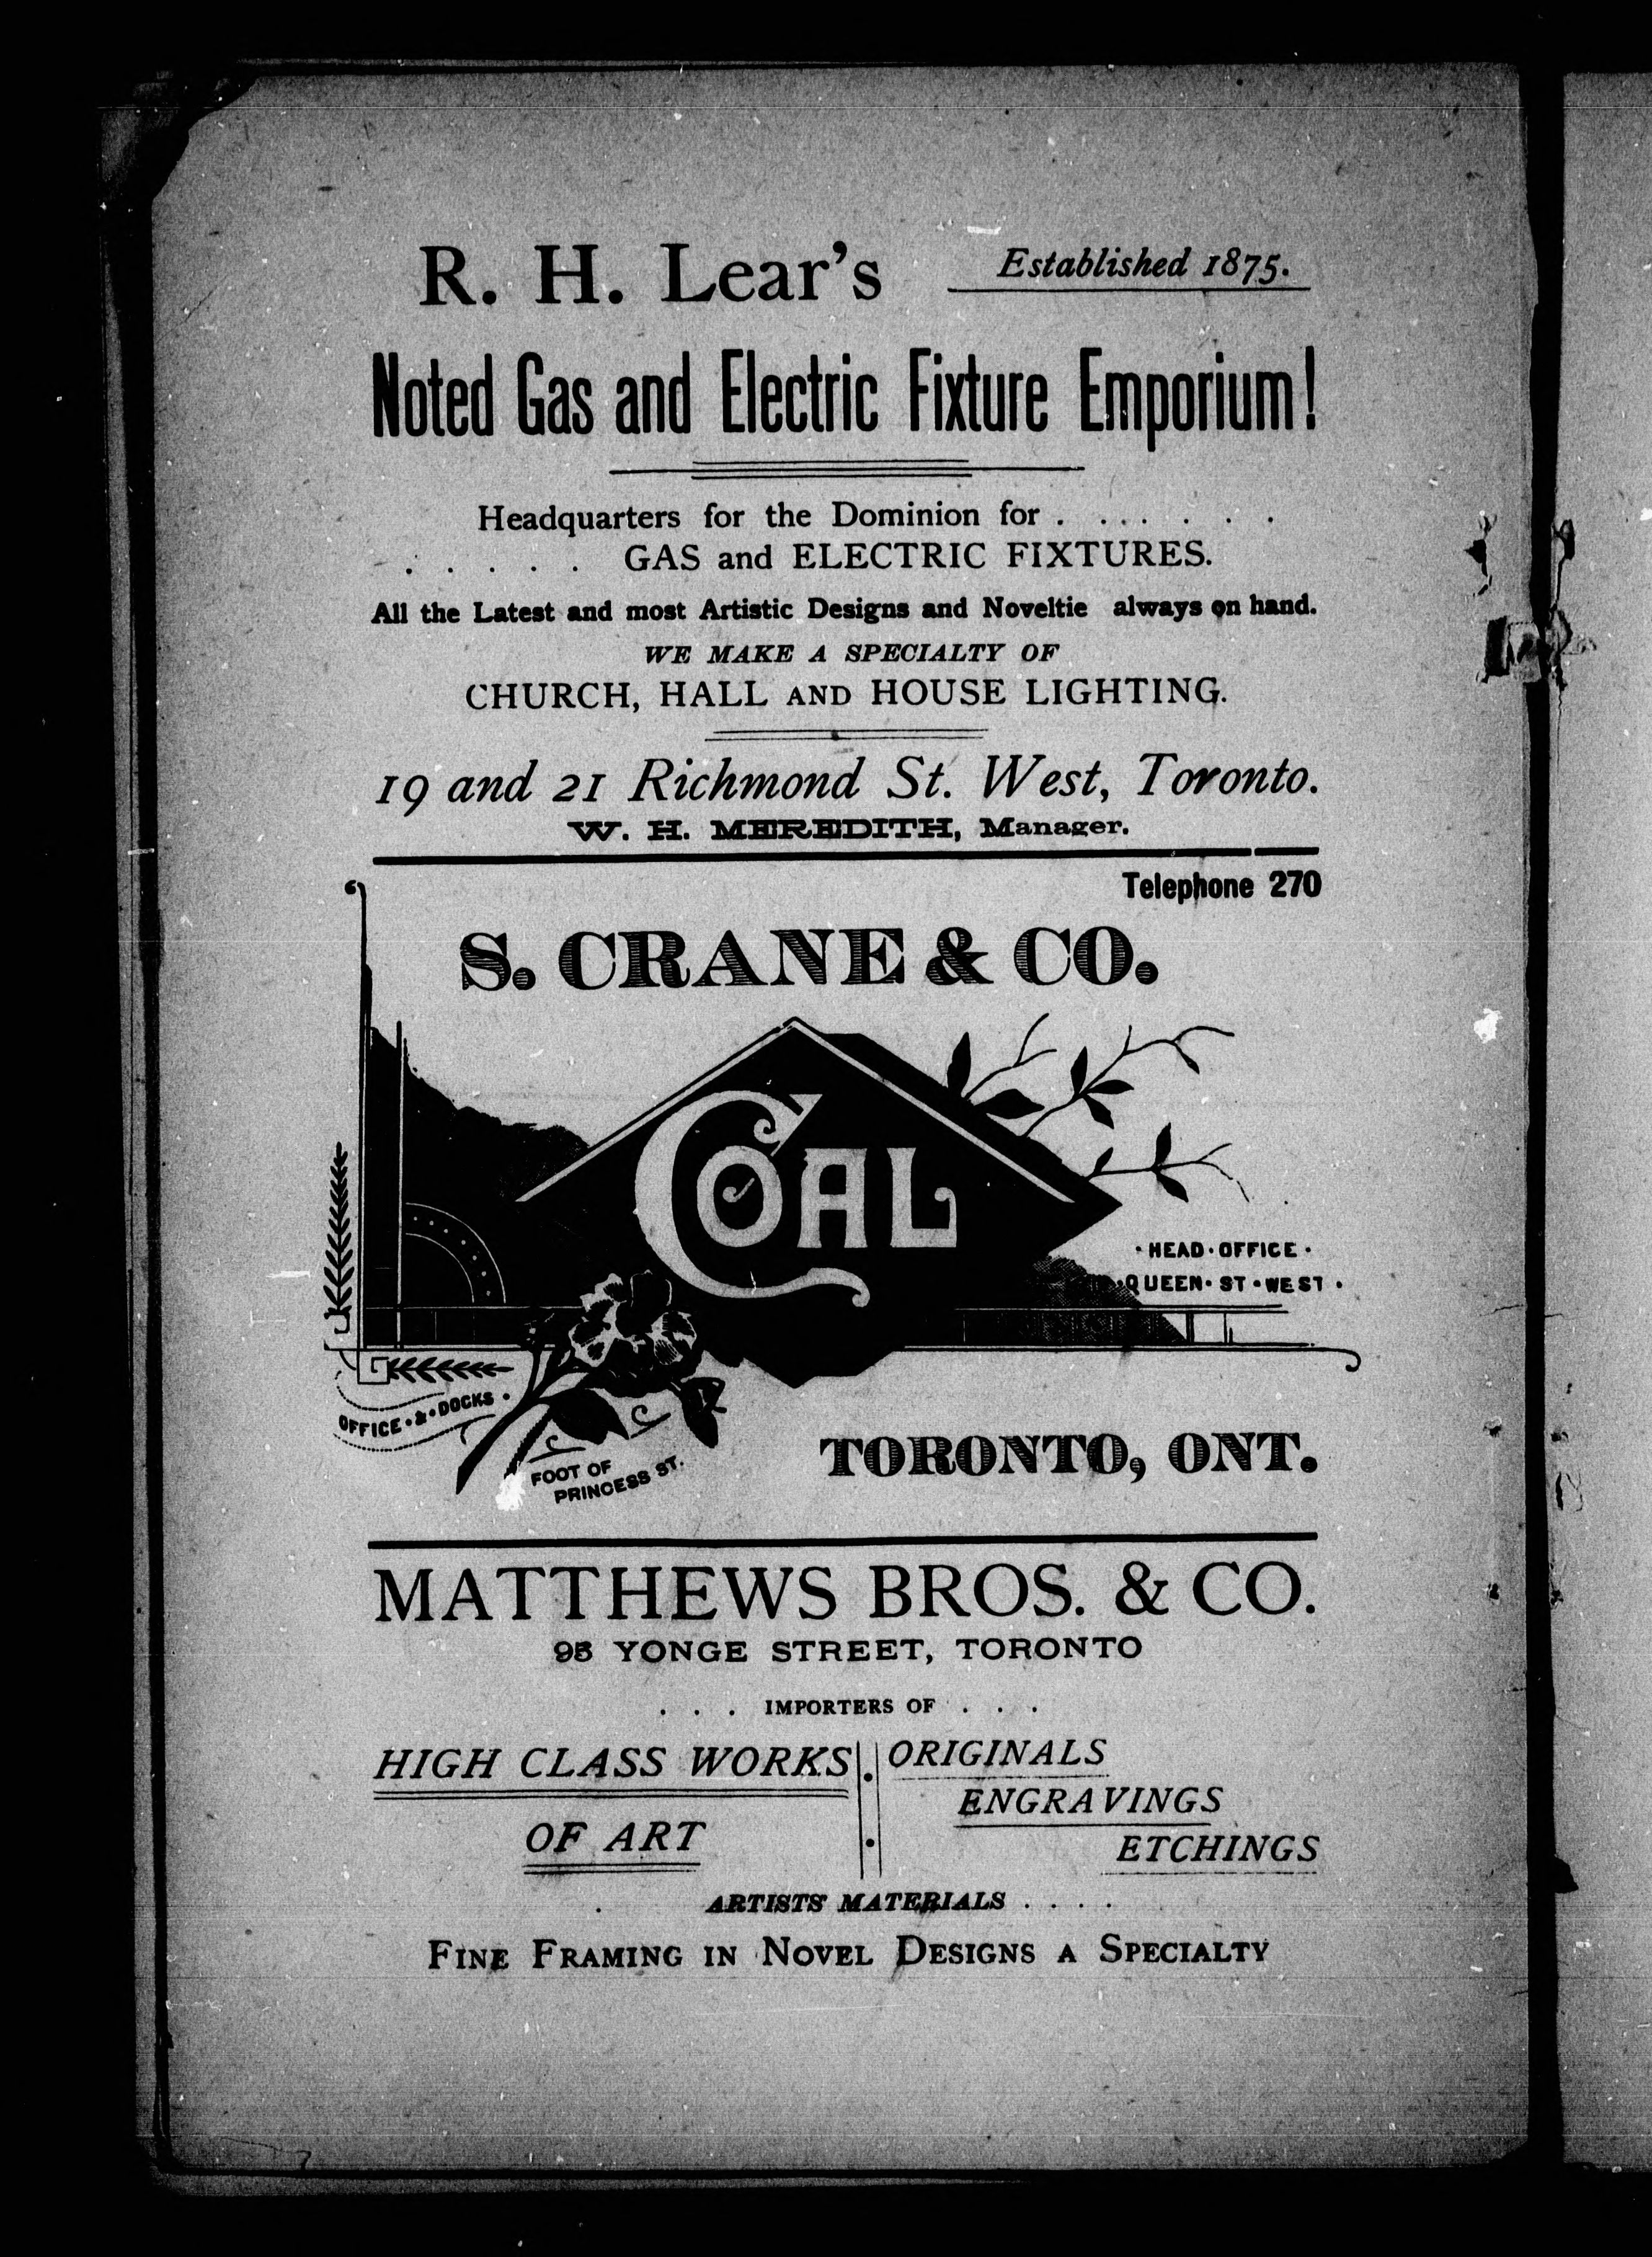 R. H. Lear's
Established 1875.
Noted Gas and Electric Fixture Emporium!
Headquarters for the Dominion for . . . . . . .
. . . . . GAS and ELECTRIC FIXTURES.
All the Latest and most Artistic Designs and Noveltie always on hand.
WE MAKE A SPECIALTY OF
CHURCH, HALL AND HOUSE LIGHTING.
19 and 21 Richmond St. West, Toronto.
W. H. MEREDITH, Manager.
Telephone 270
S. CRANE & CO.
COAL
· HEAD · OFFICE ·
· QUEEN · ST · WEST ·
OFFICE · & · DOCKS ·
FOOT OF
PRINCESS ST.
TORONTO, ONT.
MATTHEWS BROS. & CO.
95 YONGE STREET, TORONTO
. . . IMPORTERS OF . . .
HIGH CLASS WORKS
OF ART
ORIGINALS
ENGRAVINGS
ETCHINGS
ARTISTS' MATERIALS . . . .
FINE FRAMING IN NOVEL DESIGNS A SPECIALTY